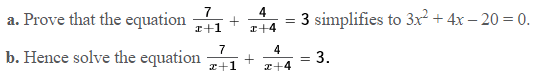 a. Prove that the equation 7/(x+1) + 4/(x+4) = 3 simplifies to 3x² + 4x – 20 = 0.
b. Hence solve the equation 7/(x+1) + 4/(x+4) = 3.